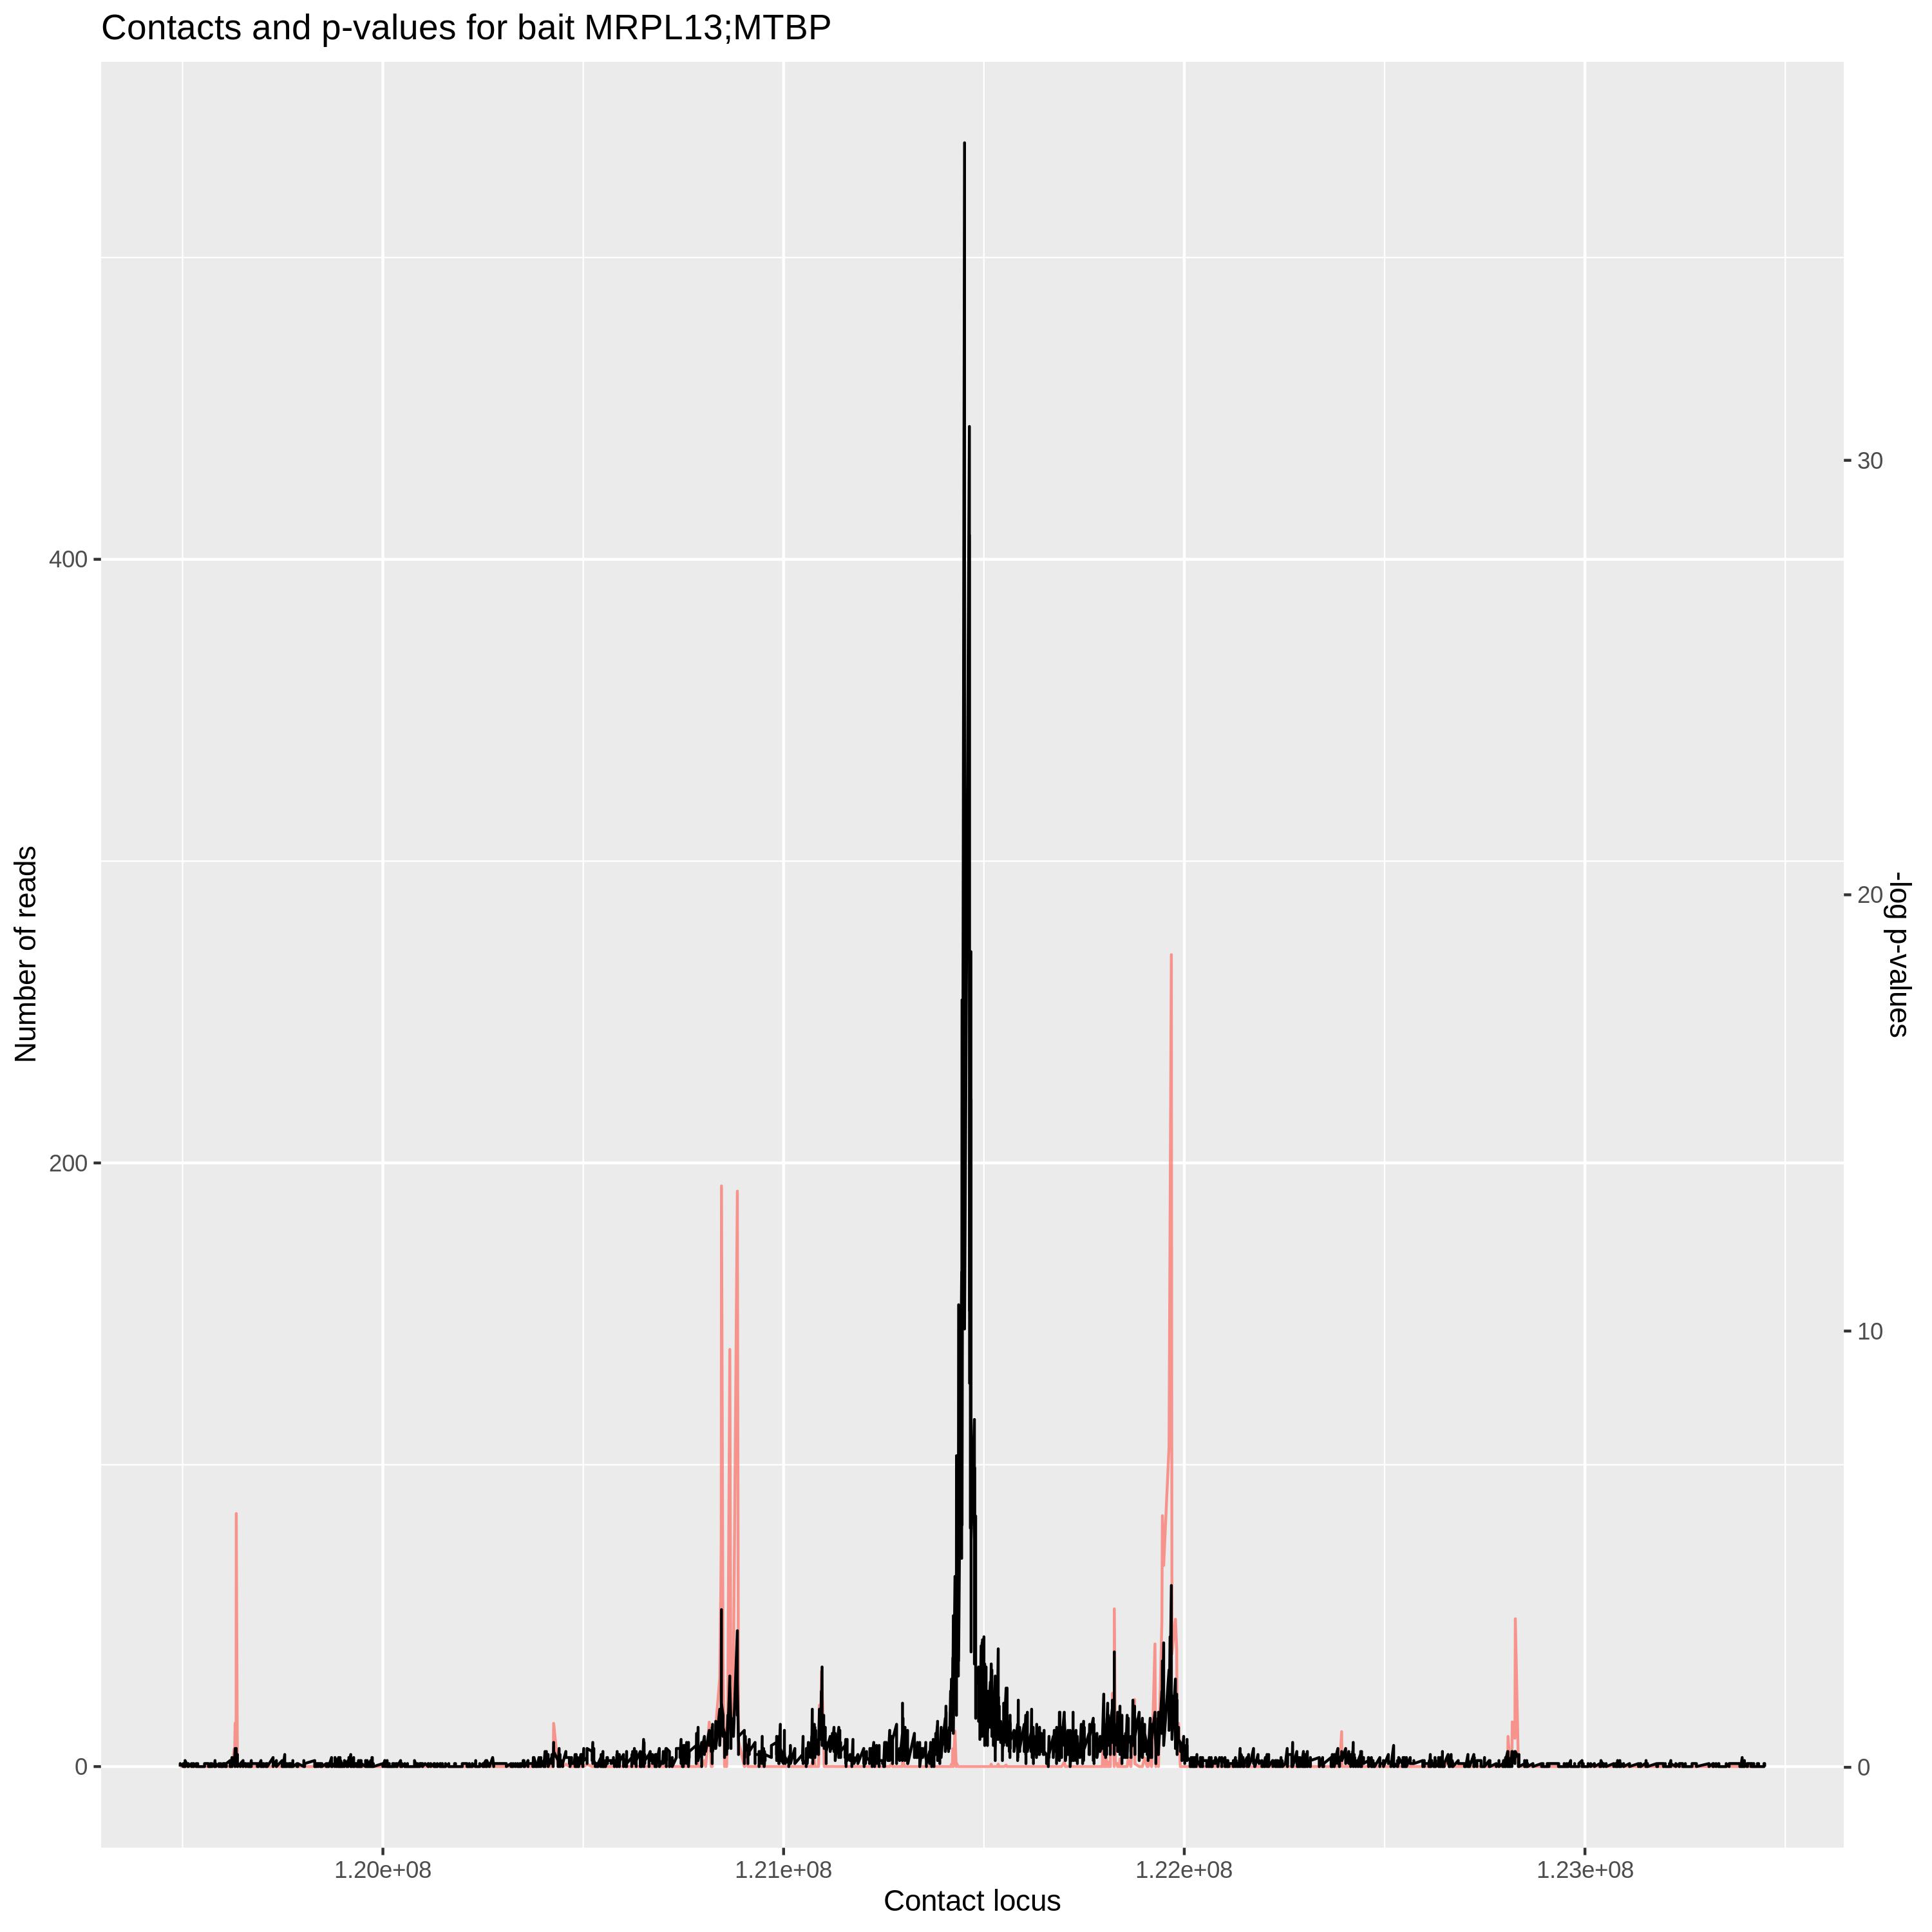 Contacts and p-values for bait MRPL13;MTBP
Number of reads
400
200
0
30
20
10
0
-log p-values
1.20e+08
1.21e+08
1.22e+08
1.23e+08
Contact locus